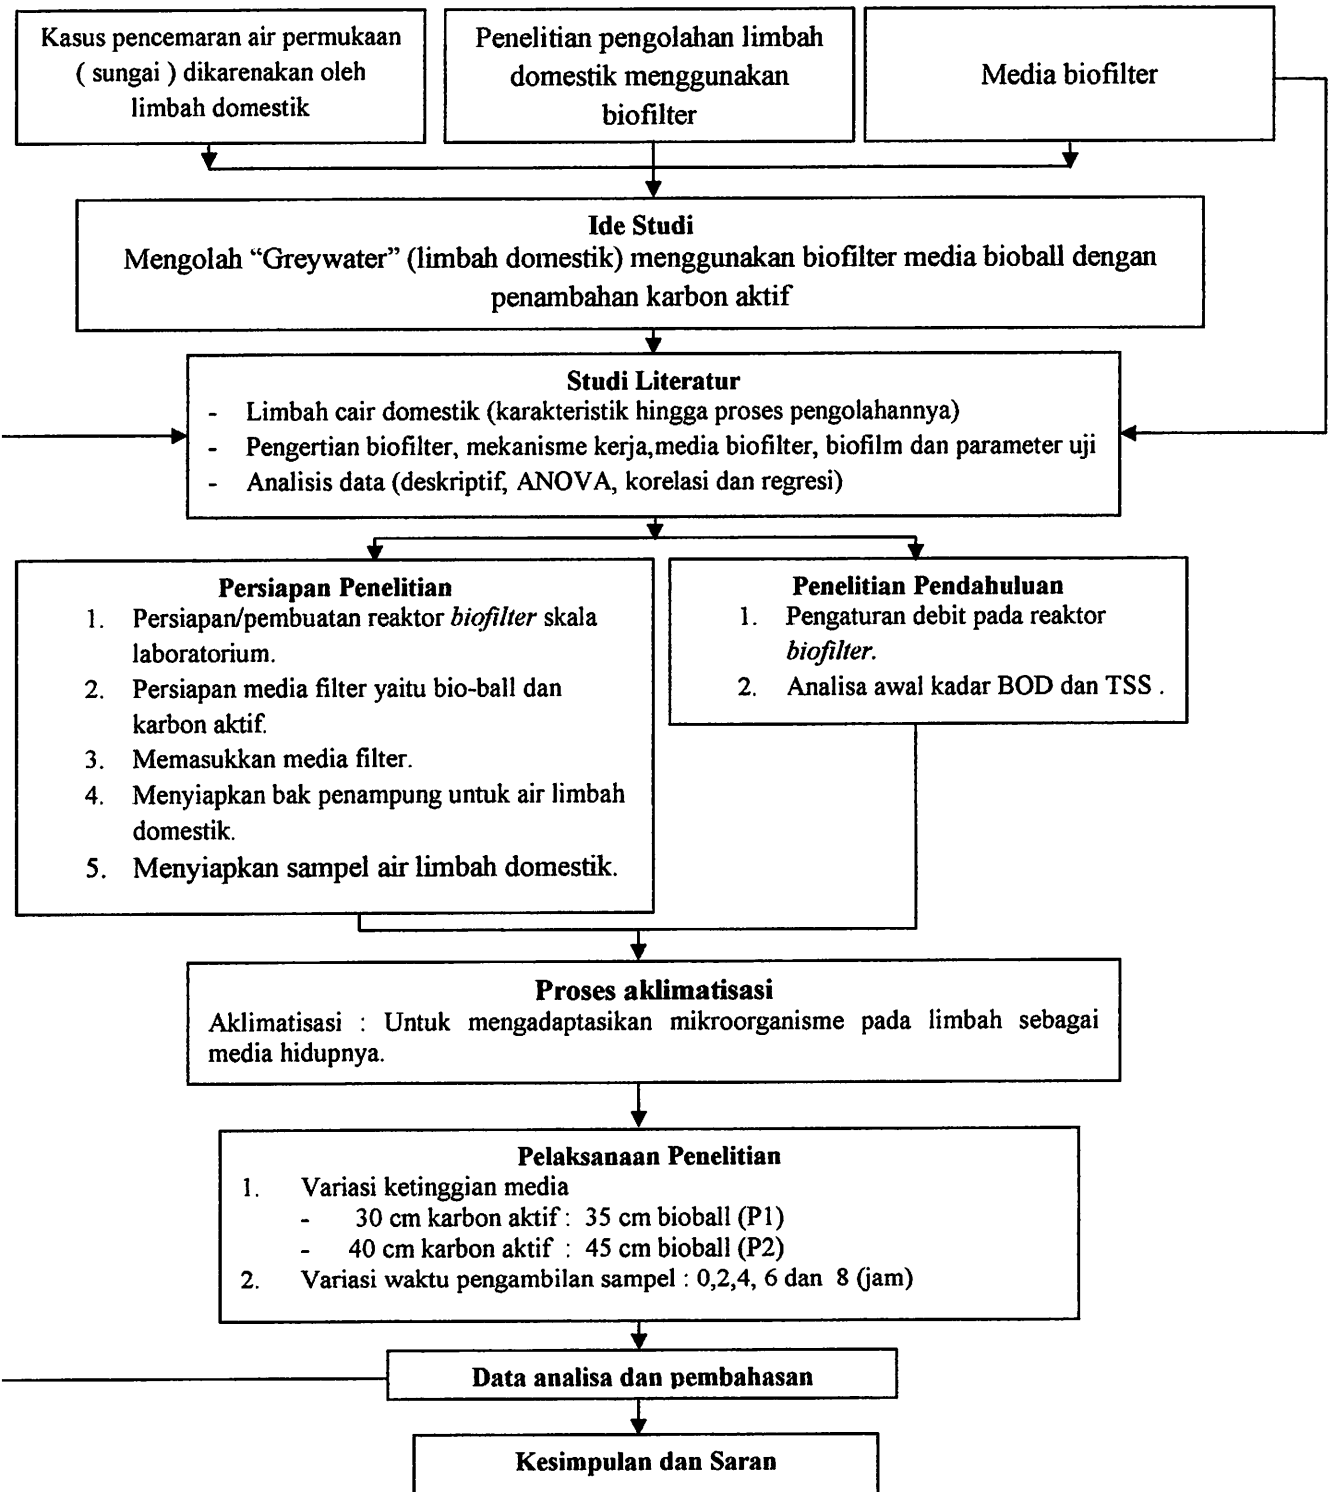 Kasus pencemaran air permukaan
( sungai ) dikarenakan oleh
limbah domestik
Penelitian pengolahan limbah
domestik menggunakan
biofilter
Media biofilter
Ide Studi
Mengolah “Greywater” (limbah domestik) menggunakan biofilter media bioball dengan
penambahan karbon aktif
Studi Literatur
- Limbah cair domestik (karakteristik hingga proses pengolahannya)
- Pengertian biofilter, mekanisme kerja,media biofilter, biofilm dan parameter uji
- Analisis data (deskriptif, ANOVA, korelasi dan regresi)
Persiapan Penelitian
1. Persiapan/pembuatan reaktor biofilter skala
laboratorium.
2. Persiapan media filter yaitu bio-ball dan
karbon aktif.
3. Memasukkan media filter.
4. Menyiapkan bak penampung untuk air limbah
domestik.
5. Menyiapkan sampel air limbah domestik.
Penelitian Pendahuluan
1. Pengaturan debit pada reaktor
biofilter.
2. Analisa awal kadar BOD dan TSS .
Proses aklimatisasi
Aklimatisasi : Untuk mengadaptasikan mikroorganisme pada limbah sebagai
media hidupnya.
Pelaksanaan Penelitian
1. Variasi ketinggian media
- 30 cm karbon aktif : 35 cm bioball (P1)
- 40 cm karbon aktif : 45 cm bioball (P2)
2. Variasi waktu pengambilan sampel : 0,2,4, 6 dan 8 (jam)
Data analisa dan pembahasan
Kesimpulan dan Saran